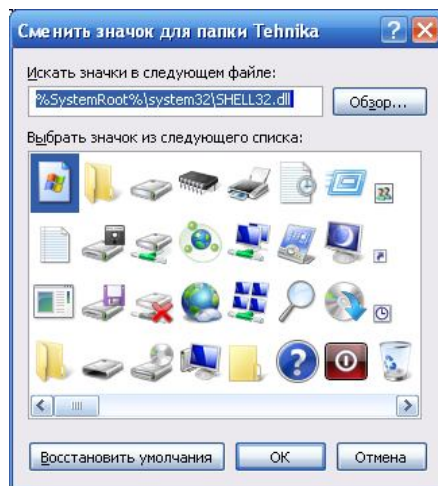 Сменить значок для папки Tehnika
Искать значки в следующем файле:
%SystemRoot%\system32\SHELL32.dll
Обзор...
Выбрать значок из следующего списка:
Восстановить умолчания
ОК
Отмена